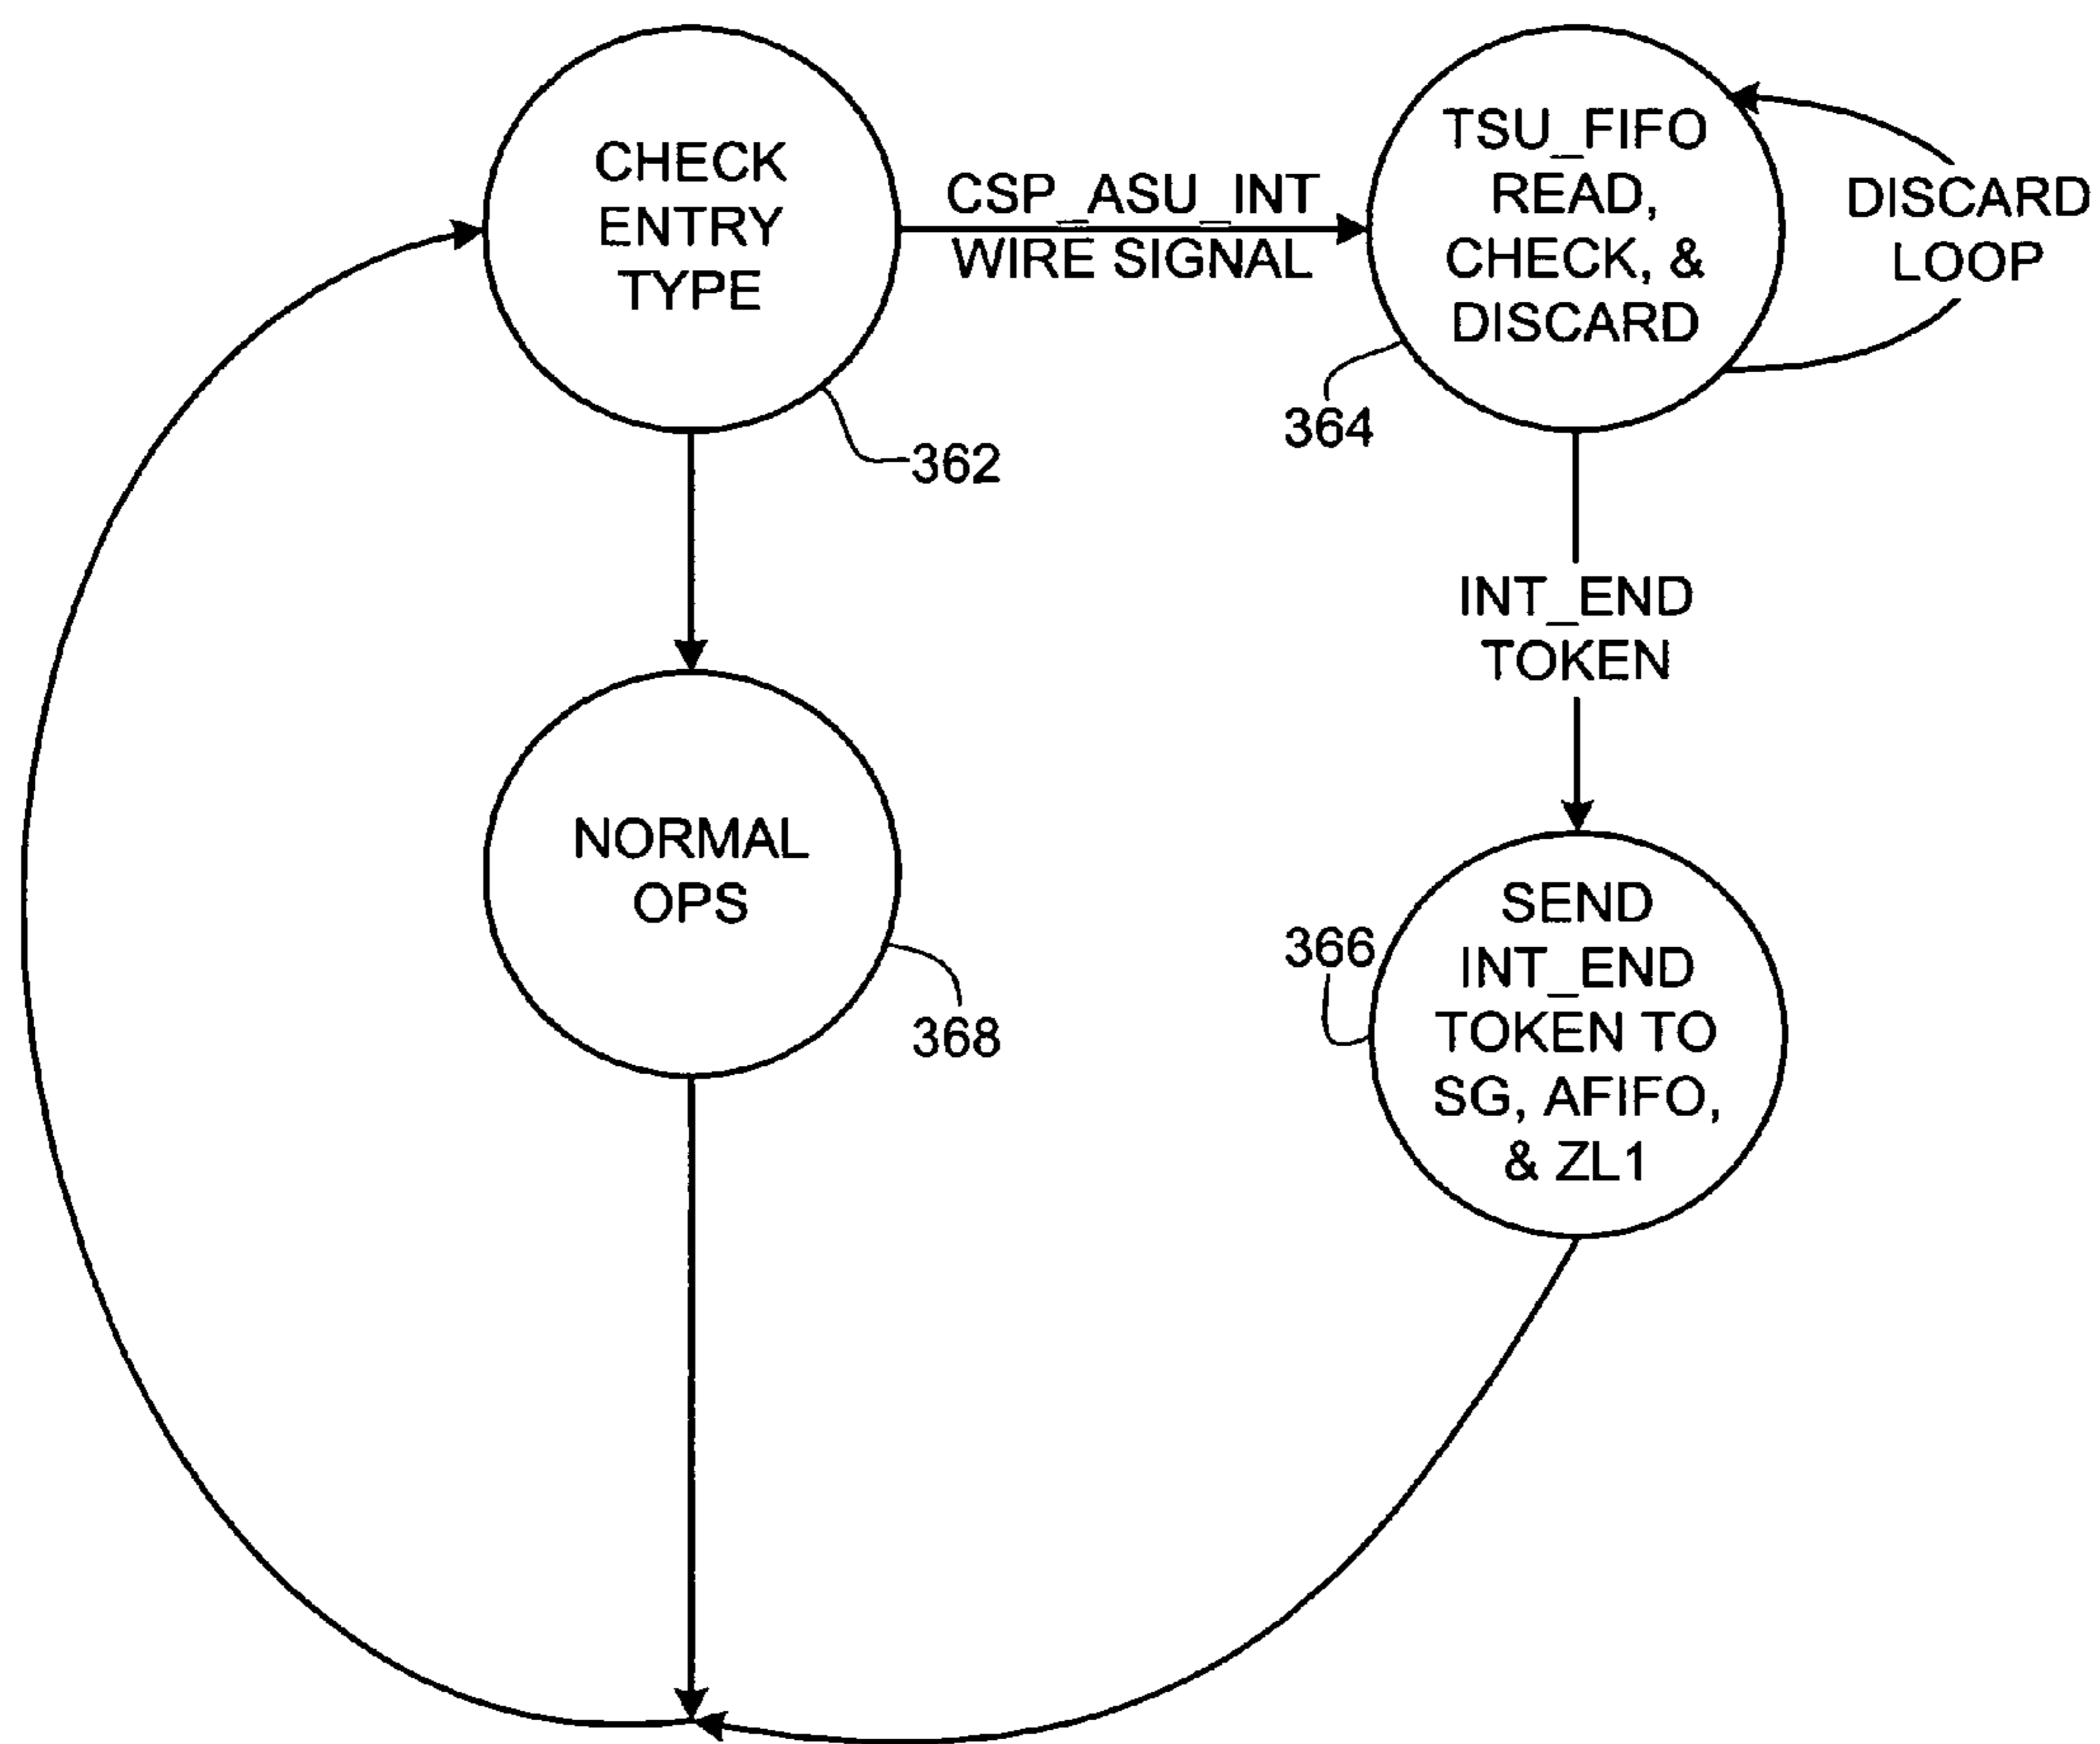 CHECK
ENTRY
TYPE
362
CSP_ASU_INT
WIRE SIGNAL
TSU_FIFO
READ,
CHECK, &
DISCARD
364
DISCARD
LOOP
INT_END
TOKEN
NORMAL
OPS
368
SEND
INT_END
TOKEN TO
SG, AFIFO,
& ZL1
366